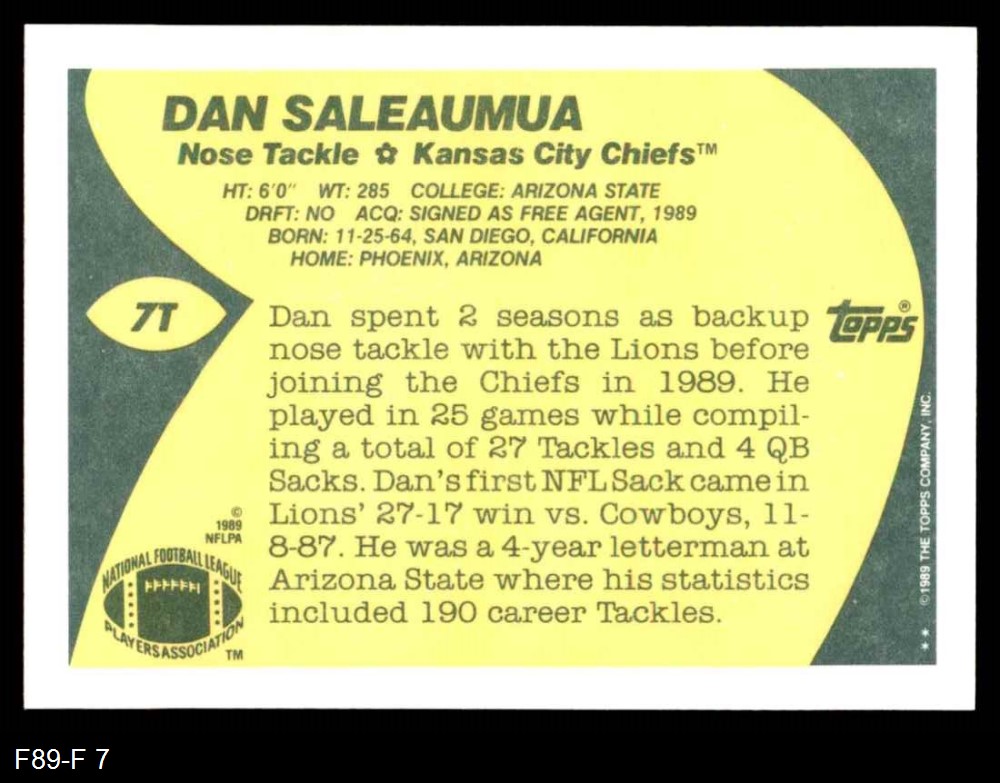 DAN SALEAUMUA
Nose Tackle ✿ Kansas City Chiefs™
HT: 6'0" WT: 285 COLLEGE: ARIZONA STATE
DRFT: NO ACQ: SIGNED AS FREE AGENT, 1989
BORN: 11-25-64, SAN DIEGO, CALIFORNIA
HOME: PHOENIX, ARIZONA
7T
Dan spent 2 seasons as backup
nose tackle with the Lions before
joining the Chiefs in 1989. He
played in 25 games while compil-
ing a total of 27 Tackles and 4 QB
Sacks. Dan's first NFL Sack came in
Lions' 27-17 win vs. Cowboys, 11-
8-87. He was a 4-year letterman at
Arizona State where his statistics
included 190 career Tackles.
topps®
© 1989 THE TOPPS COMPANY, INC.
**
©
1989
NFLPA
NATIONAL FOOTBALL LEAGUE
PLAYERS ASSOCIATION
TM
F89-F 7